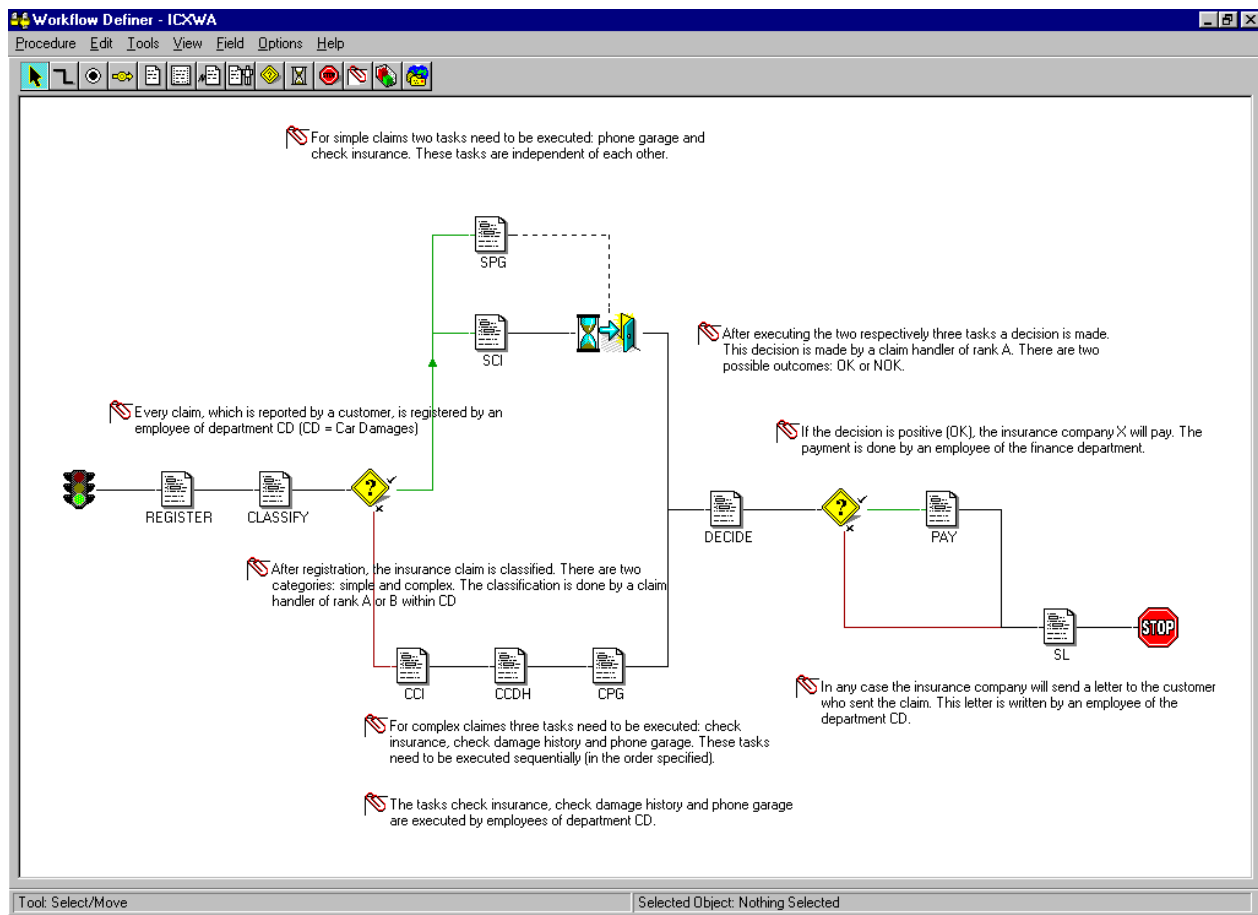 Workflow Definer - ICXWA
Procedure Edit Tools View Field Options Help
For simple claims two tasks need to be executed: phone garage and
check insurance. These tasks are independent of each other.
SPG
SCI
After executing the two respectively three tasks a decision is made.
This decision is made by a claim handler of rank A. There are two
possible outcomes: OK or NOK.
Every claim, which is reported by a customer, is registered by an
employee of department CD (CD = Car Damages)
If the decision is positive (OK), the insurance company X will pay. The
payment is done by an employee of the finance department.
?
?
REGISTER
CLASSIFY
DECIDE
PAY
After registration, the insurance claim is classified. There are two
categories: simple and complex. The classification is done by a claim
handler of rank A or B within CD
STOP
SL
CCI
CCDH
CPG
In any case the insurance company will send a letter to the customer
who sent the claim. This letter is written by an employee of the
department CD.
For complex claimes three tasks need to be executed: check
insurance, check damage history and phone garage. These tasks
need to be executed sequentially (in the order specified).
The tasks check insurance, check damage history and phone garage
are executed by employees of department CD.
Tool: Select/Move
Selected Object: Nothing Selected